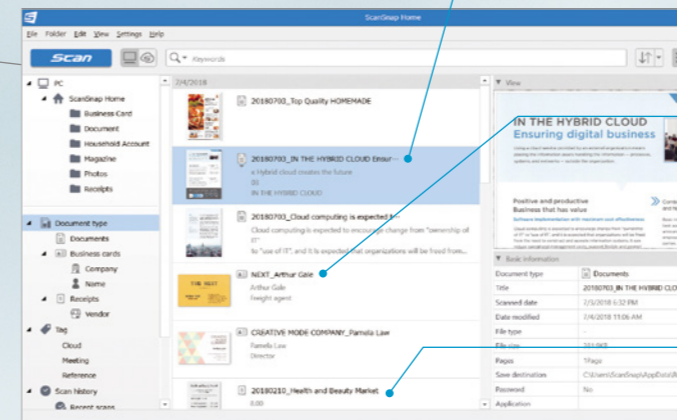 ScanSnap Home
File Folder Edit View Settings Help
Scan
Keywords
PC
ScanSnap Home
Business Card
Document
Household Account
Magazine
Photos
Receipts
Document type
Documents
Business cards
Company
Name
Receipts
Vendor
Tag
Cloud
Meeting
Reference
Scan history
Recent scans
7/4/2018
20180703_Top Quality HOMEMADE
20180703_IN THE HYBRID CLOUD Ensur···
x Hybrid cloud creates the future
IN THE HYBRID CLOUD
20180703_Cloud computing is expected t···
Cloud computing is expected to encourage change from "ownership of
IT"
to "use of IT", and it is expected that organizations will be freed from...
NEXT_Arthur Gale
Arthur Gale
Freight agent
CREATIVE MODE COMPANY_Pamela Law
Pamela Law
Director
20180210_Health and Beauty Market
8.00
View
IN THE HYBRID CLOUD
Ensuring digital business
Positive and productive
Business that has value
Basic information
Document type Documents
Title 20180703_IN THE HYBRID CLO
Scanned date 7/3/2018 6:32 PM
Date modified 7/4/2018 11:06 AM
File type -
File size
Pages 1Page
Save destination C:\Users\ScanSnap\AppData\R
Password No
Application